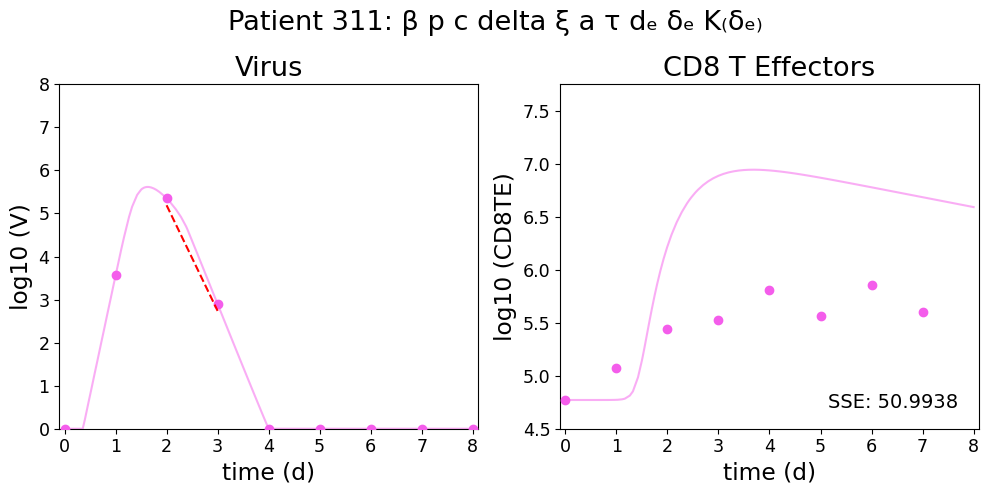 Patient 311: β p c delta ξ a τ dₑ δₑ K₍δₑ₎
Virus
CD8 T Effectors
log10 (V)
8
7
6
5
4
3
2
1
0
0 1 2 3 4 5 6 7 8
time (d)
log10 (CD8TE)
7.5
7.0
6.5
6.0
5.5
5.0
4.5
SSE: 50.9938
0 1 2 3 4 5 6 7 8
time (d)